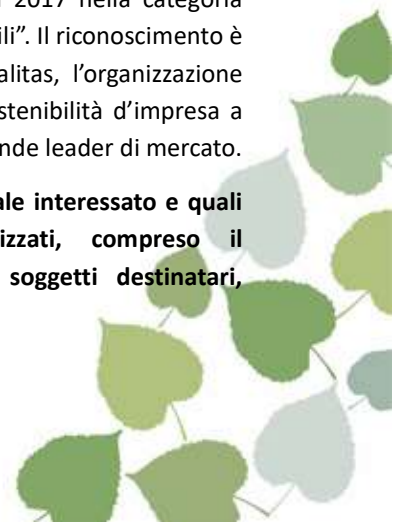 2017 nella categoria
ili”. Il riconoscimento è
alitas, l’organizzazione
stenibilità d’impresa a
nde leader di mercato.
ale interessato e quali
izzati, compreso il
soggetti destinatari,